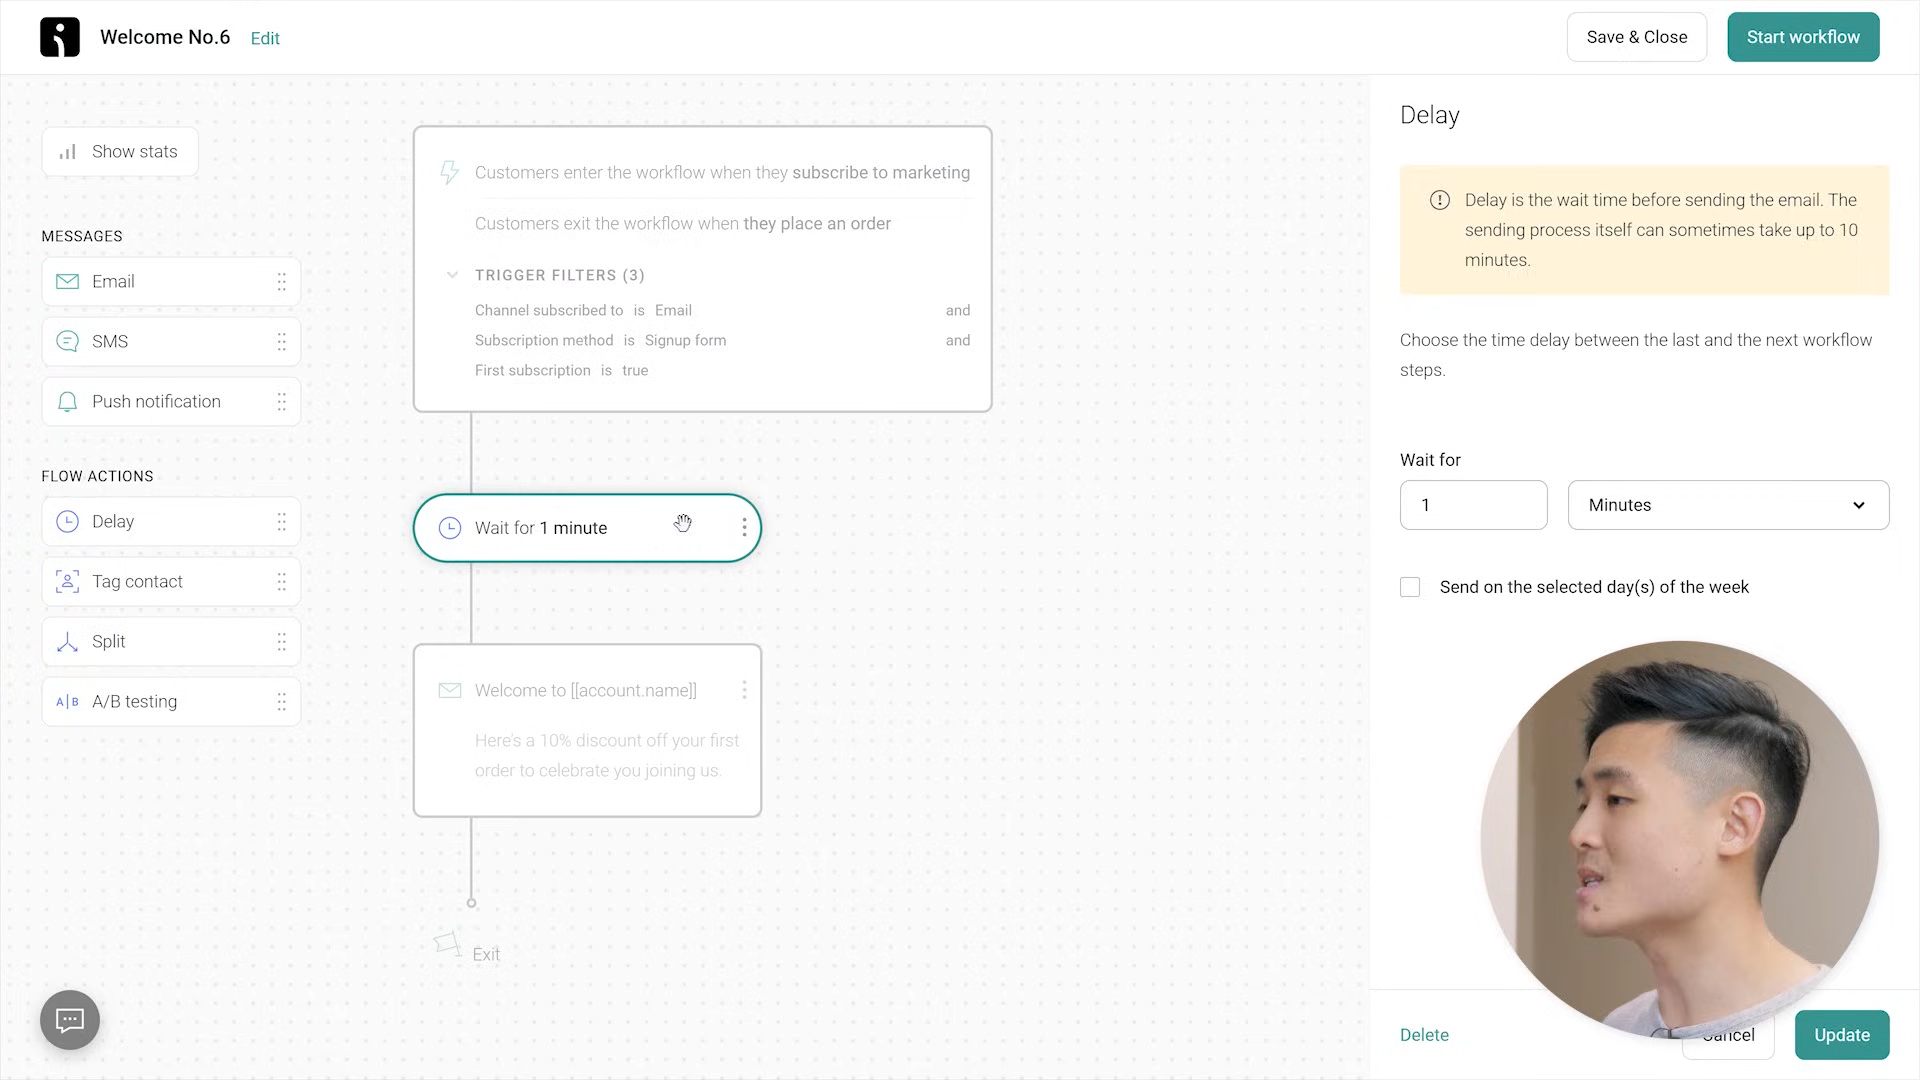 Welcome No.6 Edit
Save & Close
Start workflow
Show stats
MESSAGES
Email
SMS
Push notification
FLOW ACTIONS
Delay
Tag contact
Split
A|B A/B testing
Customers enter the workflow when they subscribe to marketing
Customers exit the workflow when they place an order
TRIGGER FILTERS (3)
Channel subscribed to is Email and
Subscription method is Signup form and
First subscription is true
Wait for 1 minute
Welcome to [[account.name]]
Here's a 10% discount off your first
order to celebrate you joining us.
Exit
Delay
Delay is the wait time before sending the email. The
sending process itself can sometimes take up to 10
minutes.
Choose the time delay between the last and the next workflow
steps.
Wait for
1 Minutes
Send on the selected day(s) of the week
Delete
Cancel
Update